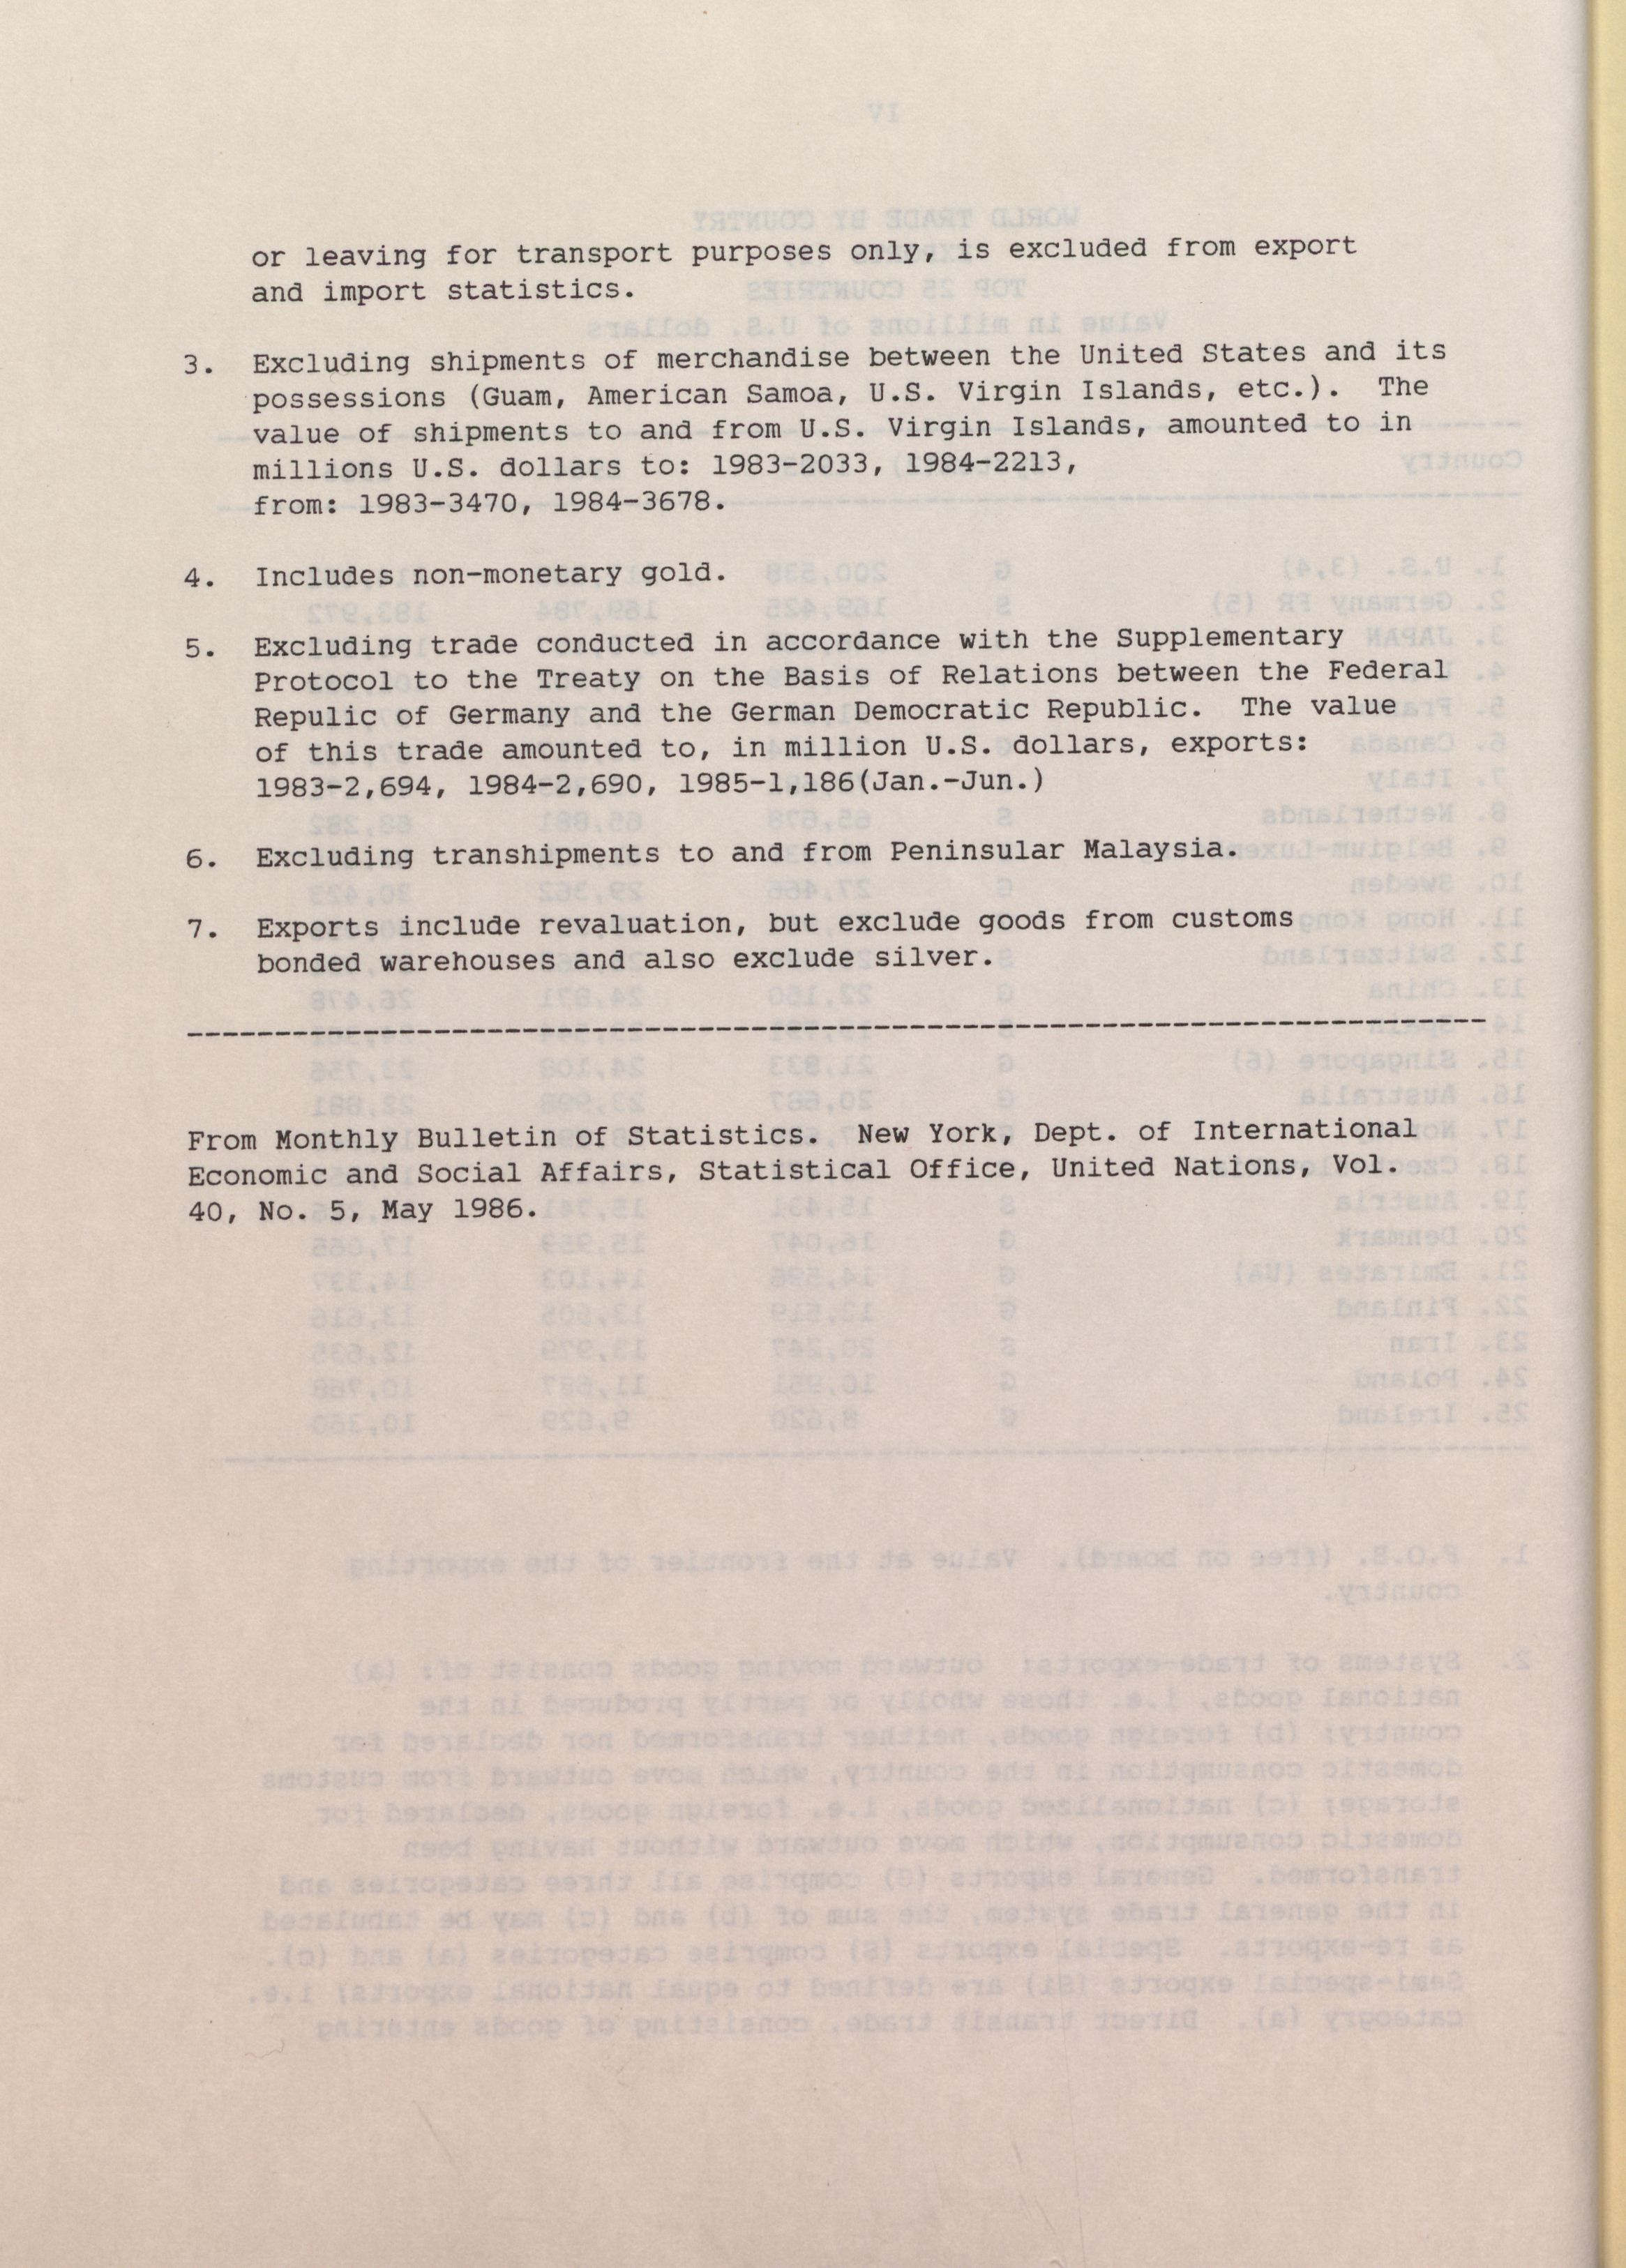 or leaving for transport purposes only, is excluded from export
and import statistics.
3. Excluding shipments of merchandise between the United States and its
possessions (Guam, American Samoa, U.S. Virgin Islands, etc.). The
value of shipments to and from U.S. Virgin Islands, amounted to in
millions U.S. dollars to: 1983-2033, 1984-2213,
from: 1983-3470, 1984-3678.
4. Includes non-monetary gold.
5. Excluding trade conducted in accordance with the Supplementary
Protocol to the Treaty on the Basis of Relations between the Federal
Repulic of Germany and the German Democratic Republic. The value
of this trade amounted to, in million U.S. dollars, exports:
1983-2,694, 1984-2,690, 1985-1,186(Jan.-Jun.)
6. Excluding transhipments to and from Peninsular Malaysia.
7. Exports include revaluation, but exclude goods from customs
bonded warehouses and also exclude silver.
--------------------------------------------------------------------------
From Monthly Bulletin of Statistics. New York, Dept. of International
Economic and Social Affairs, Statistical Office, United Nations, Vol.
40, No. 5, May 1986.